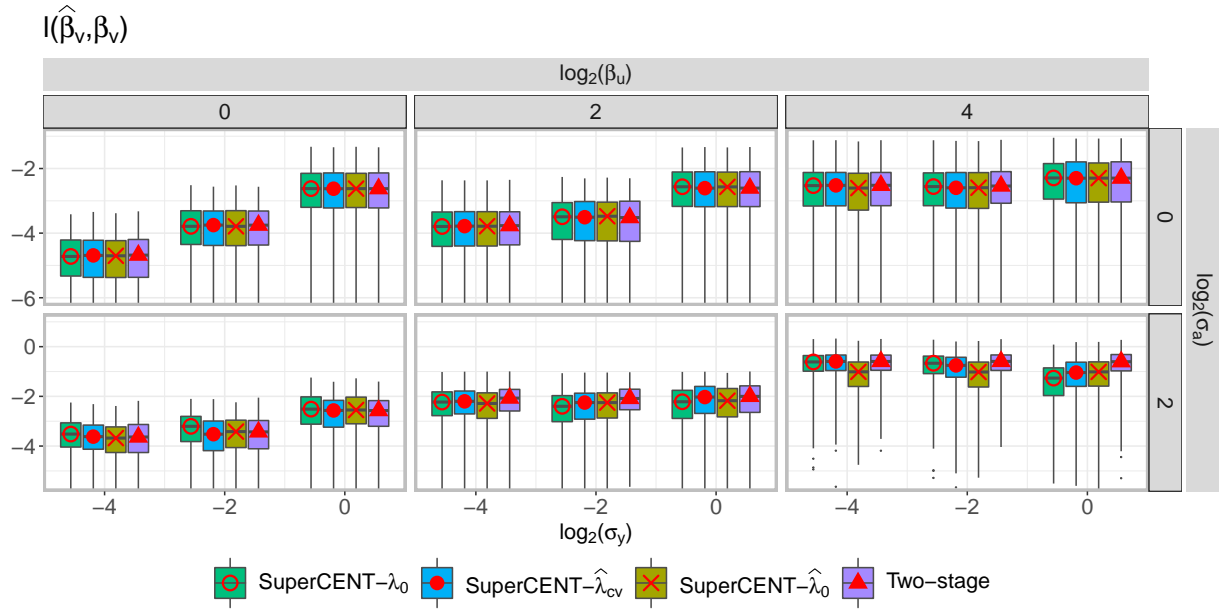 l(β̂ᵥ,βᵥ)
log₂(βᵤ)
0 2 4
−2
−4
−6
0
0
−2
−4
2
log₂(σₐ)
−4 −2 0 −4 −2 0 −4 −2 0
log₂(σᵧ)
SuperCENT−λ₀ SuperCENT−λ̂cv SuperCENT−λ̂₀ Two−stage